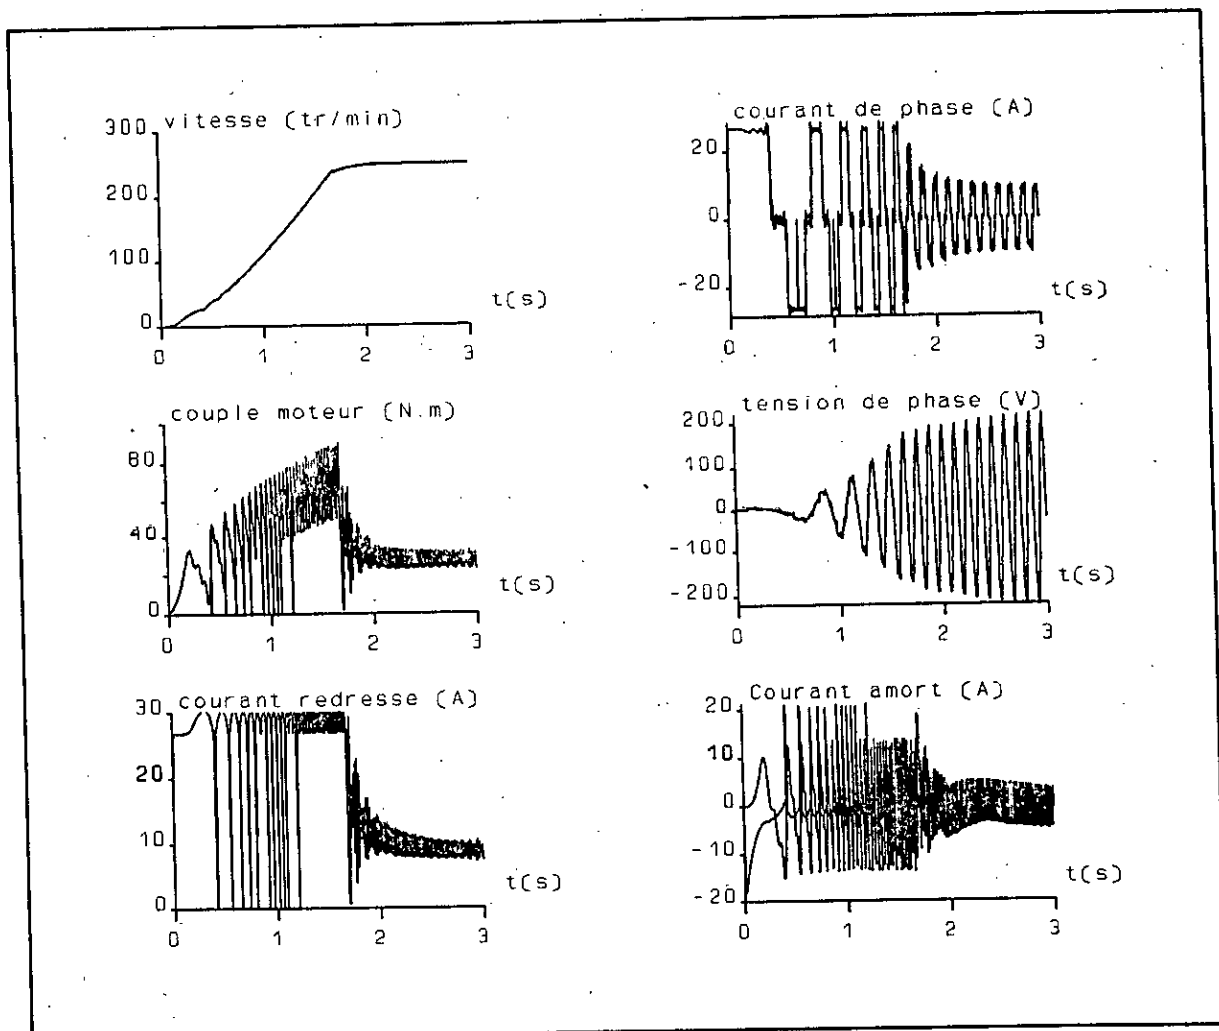 vitesse (tr/min)
300
200
100
0
0 1 2 3
t(s)
courant de phase (A)
20
0
-20
0 1 2 3
t(s)
couple moteur (N.m)
80
40
0
0 1 2 3
t(s)
tension de phase (V)
200
100
0
-100
-200
0 1 2 3
t(s)
courant redresse (A)
30
20
10
0
0 1 2 3
t(s)
Courant amort (A)
20
10
0
-10
-20
0 1 2 3
t(s)